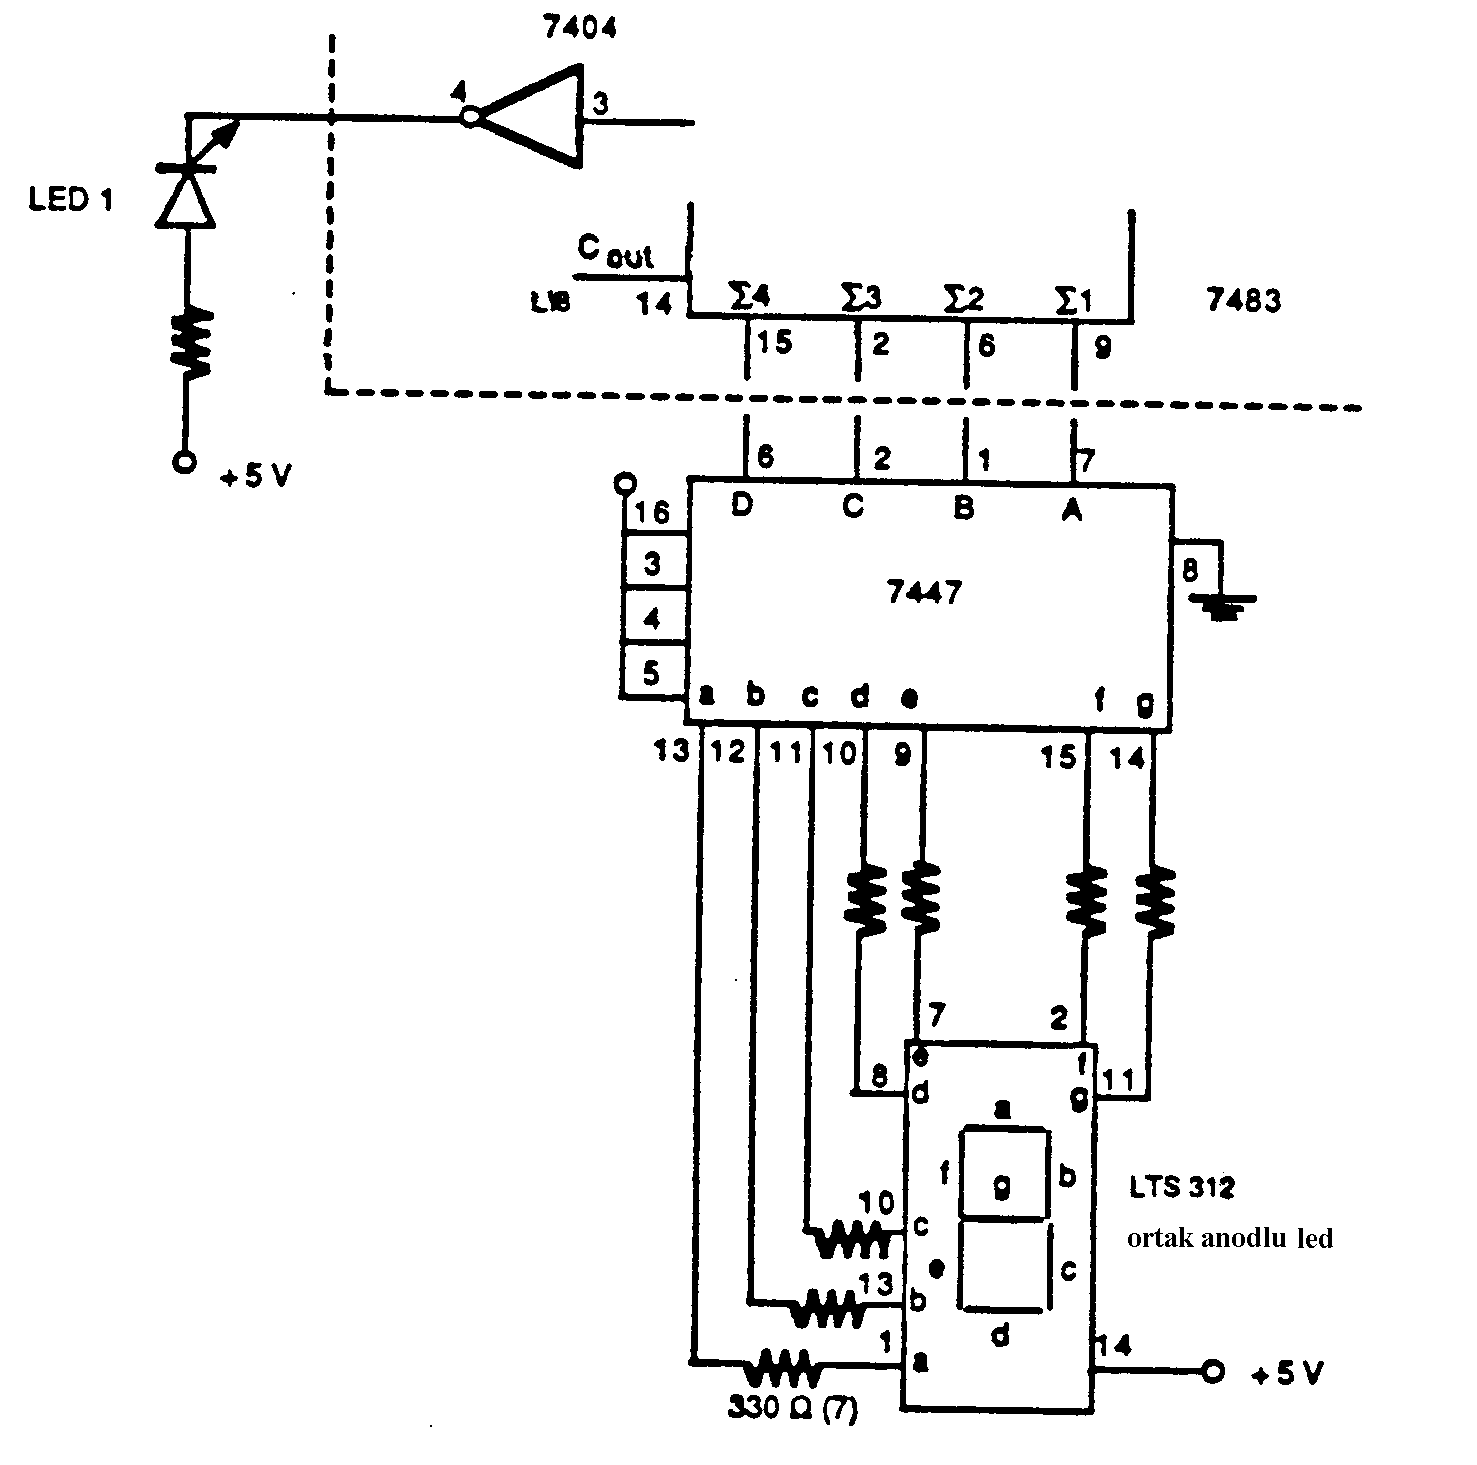 7404
4
3
LED 1
C out
14
Σ4 Σ3 Σ2 Σ1
7483
15 2 6 9
+5 V
6 2 1 7
D C B A
16
3
4
5
7447
8
a b c d e f g
13 12 11 10 9 15 14
7 2
e f
8 d g 11
a
f g b
10 c
e c
13 b
d
1 a
14
LTS 312
ortak anodlu led
+5 V
330 Ω (7)